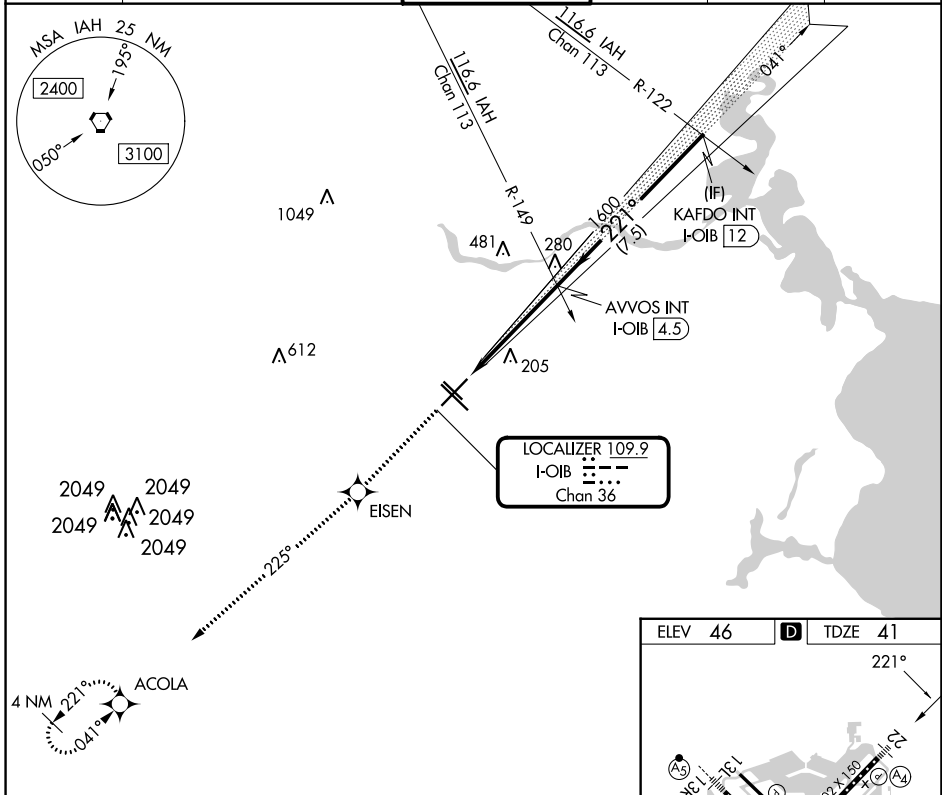 MSA IAH 25 NM
195°
2400
050°
3100
116.6 IAH
Chan 113
R-149
116.6 IAH
Chan 113
R-122
041°
1600
221°
(7.5)
(IF)
KAFDO INT
I-OIB 12
AVVOS INT
I-OIB 4.5
1049
481
280
612
205
LOCALIZER 109.9
I-OIB
Chan 36
2049
2049
2049
2049
2049
EISEN
225°
ACOLA
4 NM
221°
041°
ELEV 46 D TDZE 41
221°
22
A5
13L
A4